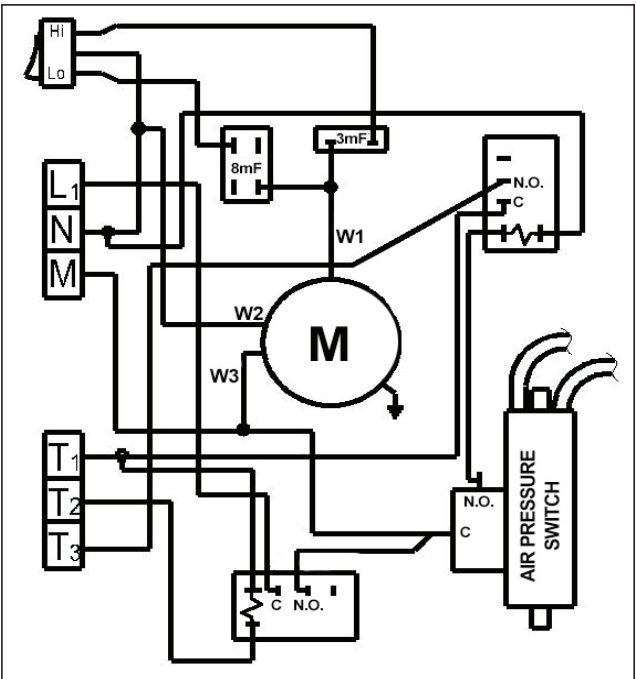 Hi
Lo
8mF
3mF
L1
N
M
N.O.
C
W1
W2
W3
M
T1
T2
T3
N.O.
C
AIR PRESSURE
SWITCH
C N.O.